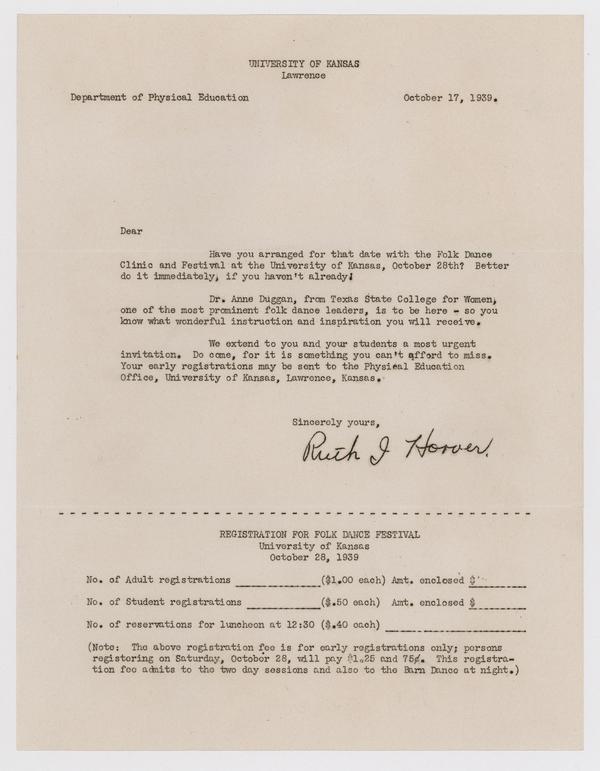 UNIVERSITY OF KANSAS
Lawrence
Department of Physical Education October 17, 1939.
Dear
Have you arranged for that date with the Folk Dance
Clinic and Festival at the University of Kansas, October 28th? Better
do it immediately, if you haven't already!
Dr. Anne Duggan, from Texas State College for Women,
one of the most prominent folk dance leaders, is to be here - so you
know what wonderful instruction and inspiration you will receive.
We extend to you and your students a most urgent
invitation. Do come, for it is something you can't afford to miss.
Your early registrations may be sent to the Physical Education
Office, University of Kansas, Lawrence, Kansas.
Sincerely yours,
Ruth I Hoover.
REGISTRATION FOR FOLK DANCE FESTIVAL
University of Kansas
October 28, 1939
No. of Adult registrations ____________($1.00 each) Amt. enclosed $__________
No. of Student registrations ____________($.50 each) Amt. enclosed $__________
No. of reservations for luncheon at 12:30 ($.40 each) ______________________
(Note: The above registration fee is for early registrations only; persons
registering on Saturday, October 28, will pay $1.25 and 75¢. This registra-
tion fee admits to the two day sessions and also to the Barn Dance at night.)